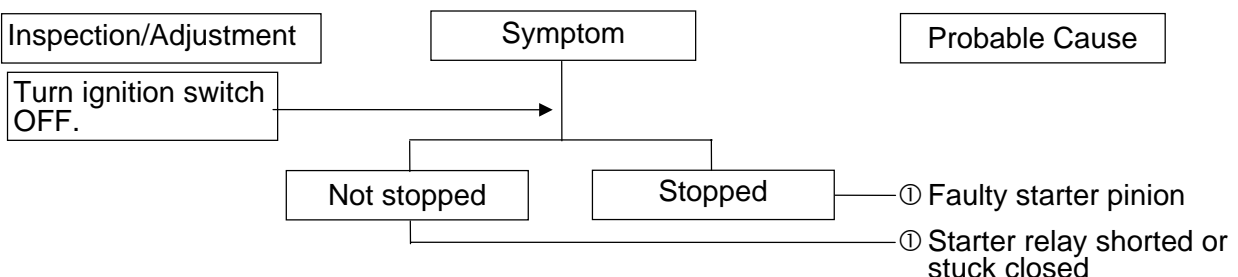 Inspection/Adjustment
Symptom
Probable Cause
Turn ignition switch
OFF.
Not stopped
Stopped
① Faulty starter pinion
① Starter relay shorted or
stuck closed